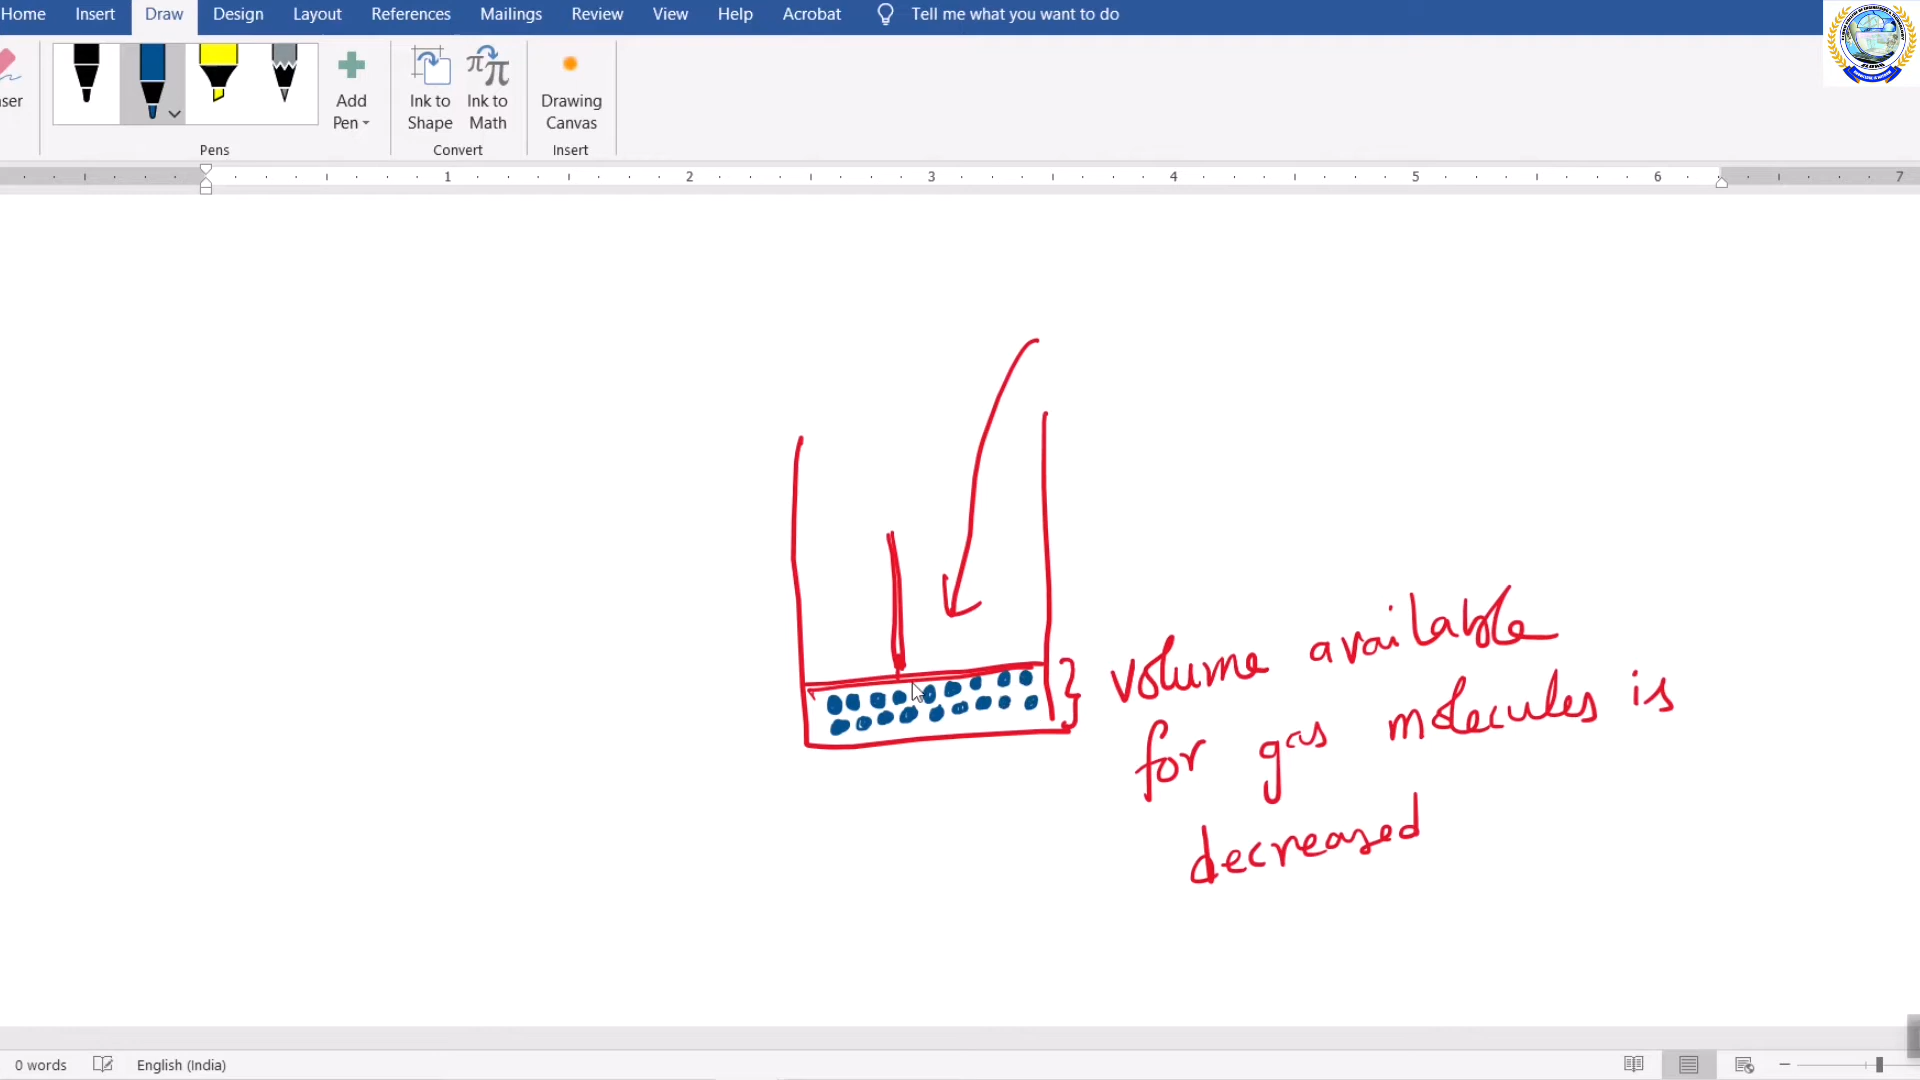 Home Insert Draw Design Layout References Mailings Review View Help Acrobat Tell me what you want to do
Add Pen
Ink to Shape
Ink to Math
Drawing Canvas
Pens Convert Insert
1 2 3 4 5 6 7
volume available
for gas molecules is
decreased
0 words English (India)